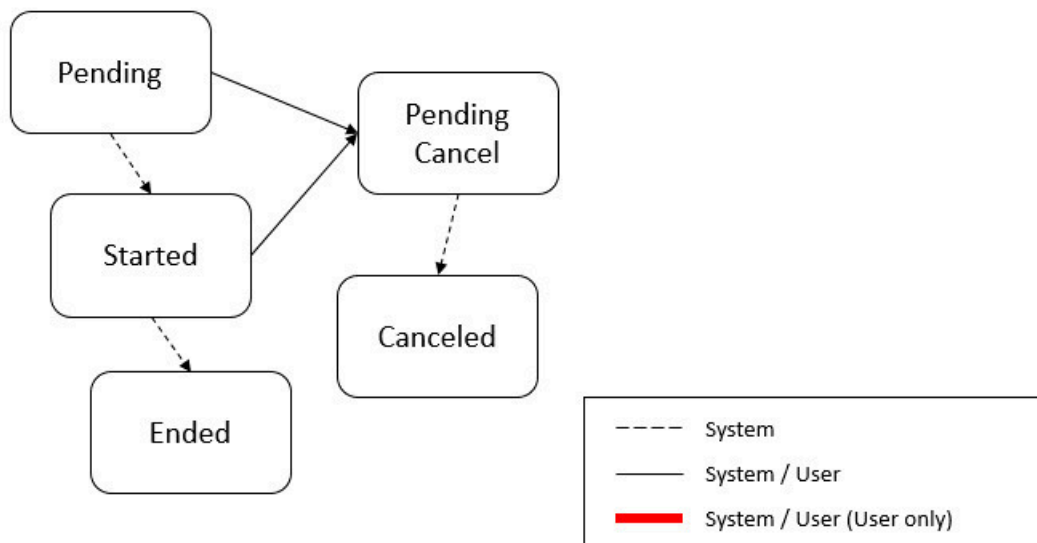 Pending
Pending
Cancel
Started
Canceled
Ended
System
System / User
System / User (User only)